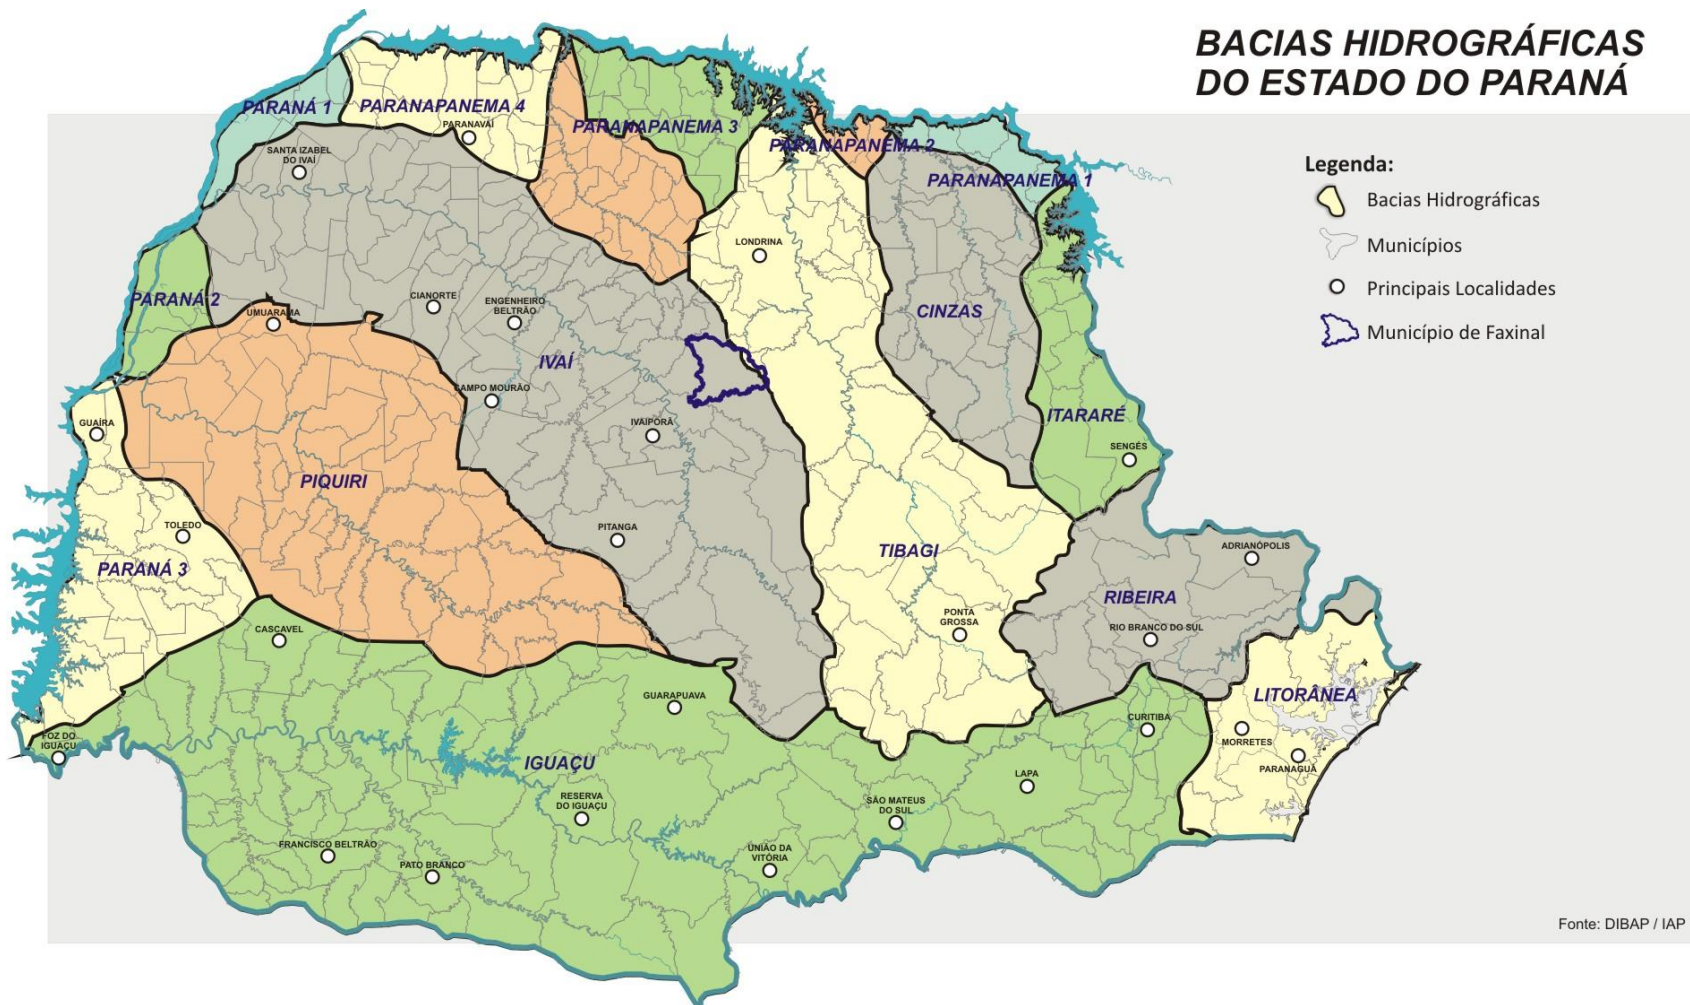 BACIAS HIDROGRÁFICAS
DO ESTADO DO PARANÁ
Legenda:
Bacias Hidrográficas
Municípios
Principais Localidades
Município de Faxinal
PARANÁ 1
PARANAPANEMA 4
PARANAVAÍ
PARANAPANEMA 3
PARANAPANEMA 2
PARANAPANEMA 1
SANTA IZABEL
DO IVAÍ
LONDRINA
PARANÁ 2
CIANORTE
ENGENHEIRO
BELTRÃO
UMUARAMA
CINZAS
IVAÍ
CAMPO MOURÃO
ITARARÉ
GUAÍRA
IVAIPORÃ
SENGÉS
PIQUIRI
TOLEDO
PITANGA
TIBAGI
ADRIANÓPOLIS
PARANÁ 3
RIBEIRA
PONTA
GROSSA
RIO BRANCO DO SUL
CASCAVEL
GUARAPUAVA
LITORÂNEA
CURITIBA
FOZ DO
IGUAÇU
MORRETES
IGUAÇU
PARANAGUÁ
LAPA
RESERVA
DO IGUAÇU
SÃO MATEUS
DO SUL
FRANCISCO BELTRÃO
PATO BRANCO
UNIÃO DA
VITÓRIA
Fonte: DIBAP / IAP